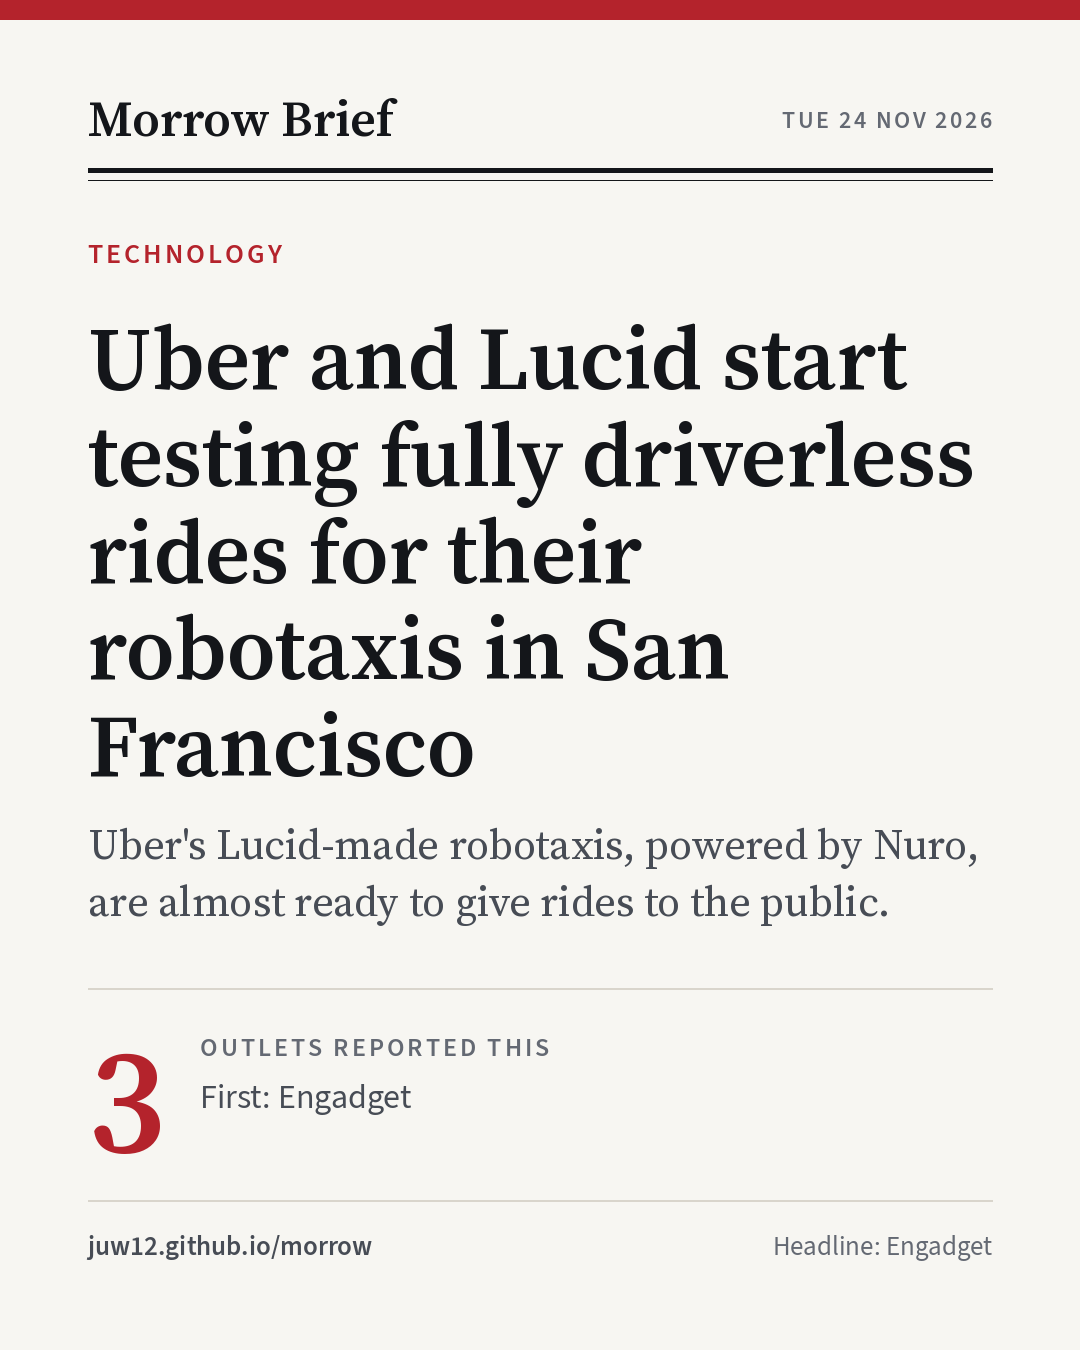 Morrow Brief
TUE 24 NOV 2026
TECHNOLOGY
Uber and Lucid start
testing fully driverless
rides for their
robotaxis in San
Francisco
Uber's Lucid-made robotaxis, powered by Nuro,
are almost ready to give rides to the public.
3
OUTLETS REPORTED THIS
First: Engadget
juw12.github.io/morrow
Headline: Engadget